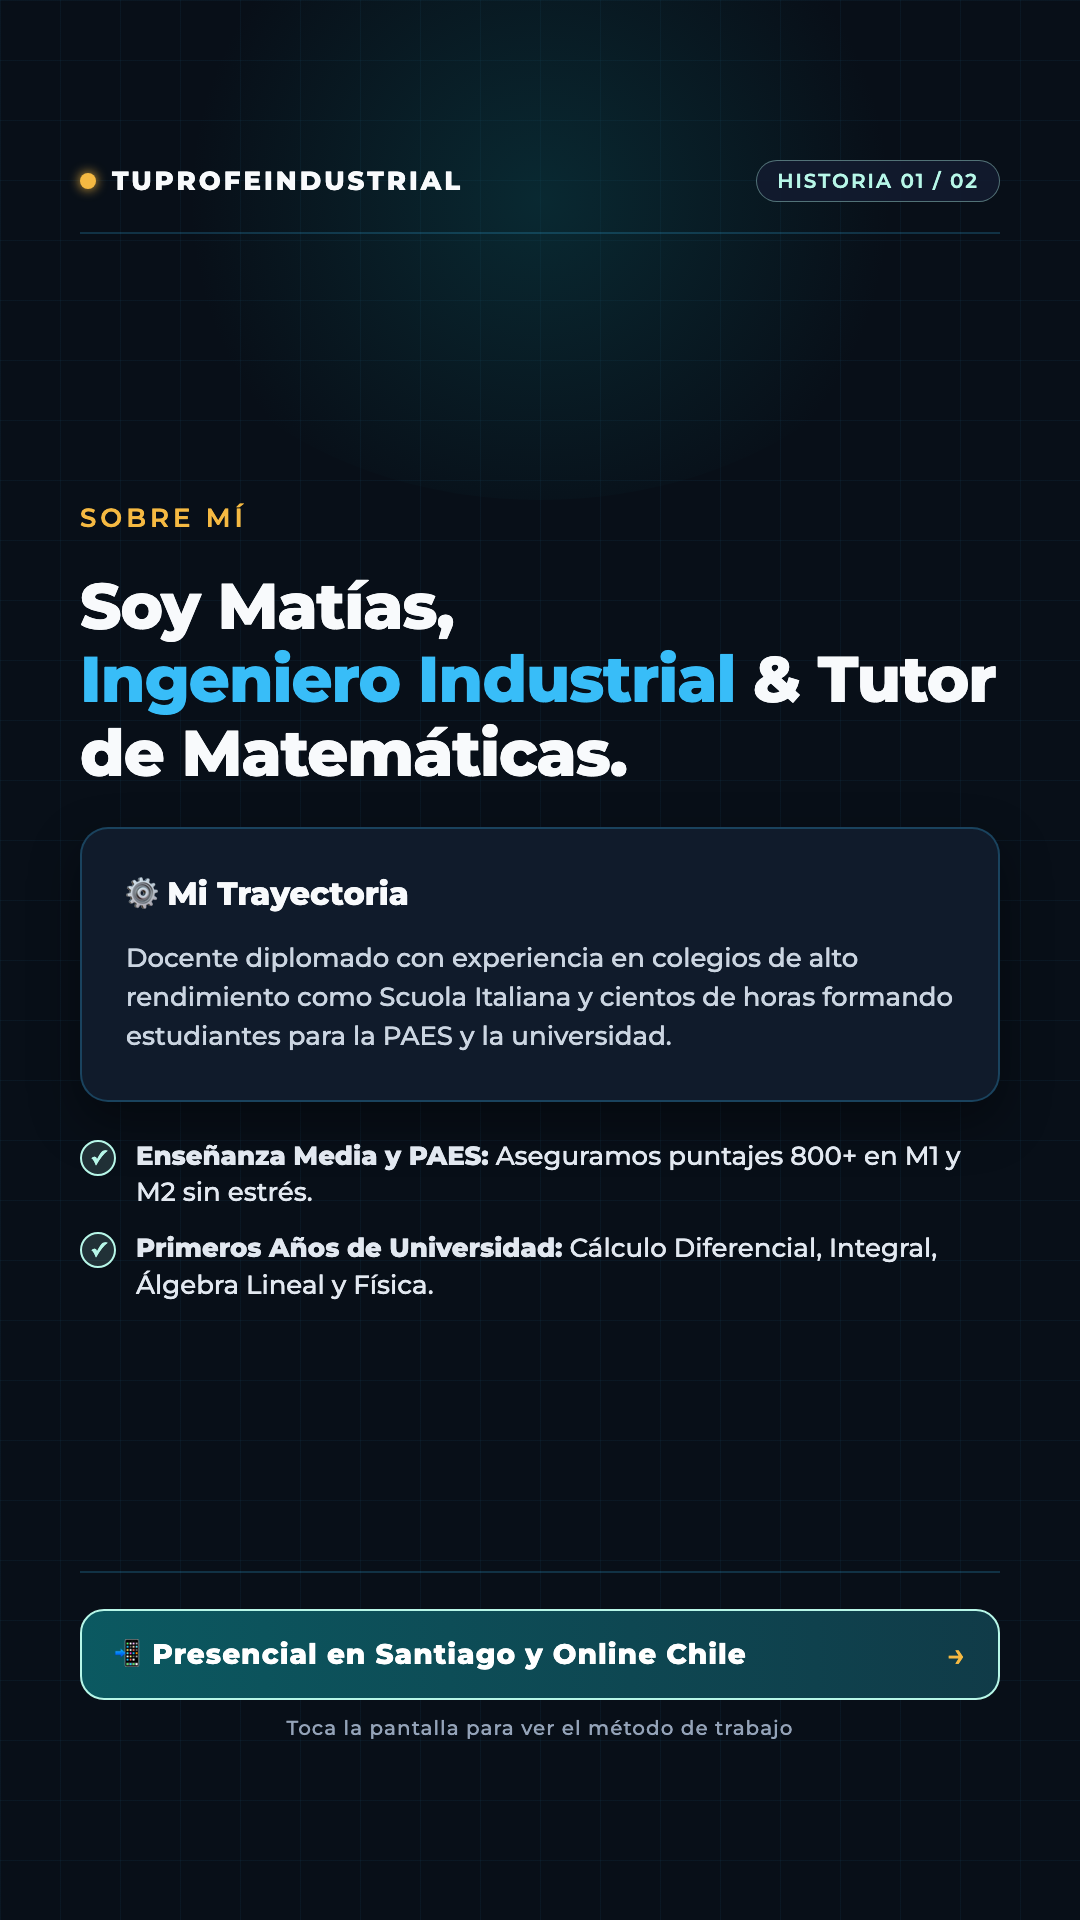 TUPROFEINDUSTRIAL
HISTORIA 01 / 02
SOBRE MÍ
Soy Matías,
Ingeniero Industrial & Tutor
de Matemáticas.
⚙️ Mi Trayectoria
Docente diplomado con experiencia en colegios de alto
rendimiento como Scuola Italiana y cientos de horas formando
estudiantes para la PAES y la universidad.
✓ Enseñanza Media y PAES: Aseguramos puntajes 800+ en M1 y
M2 sin estrés.
✓ Primeros Años de Universidad: Cálculo Diferencial, Integral,
Álgebra Lineal y Física.
📲 Presencial en Santiago y Online Chile →
Toca la pantalla para ver el método de trabajo